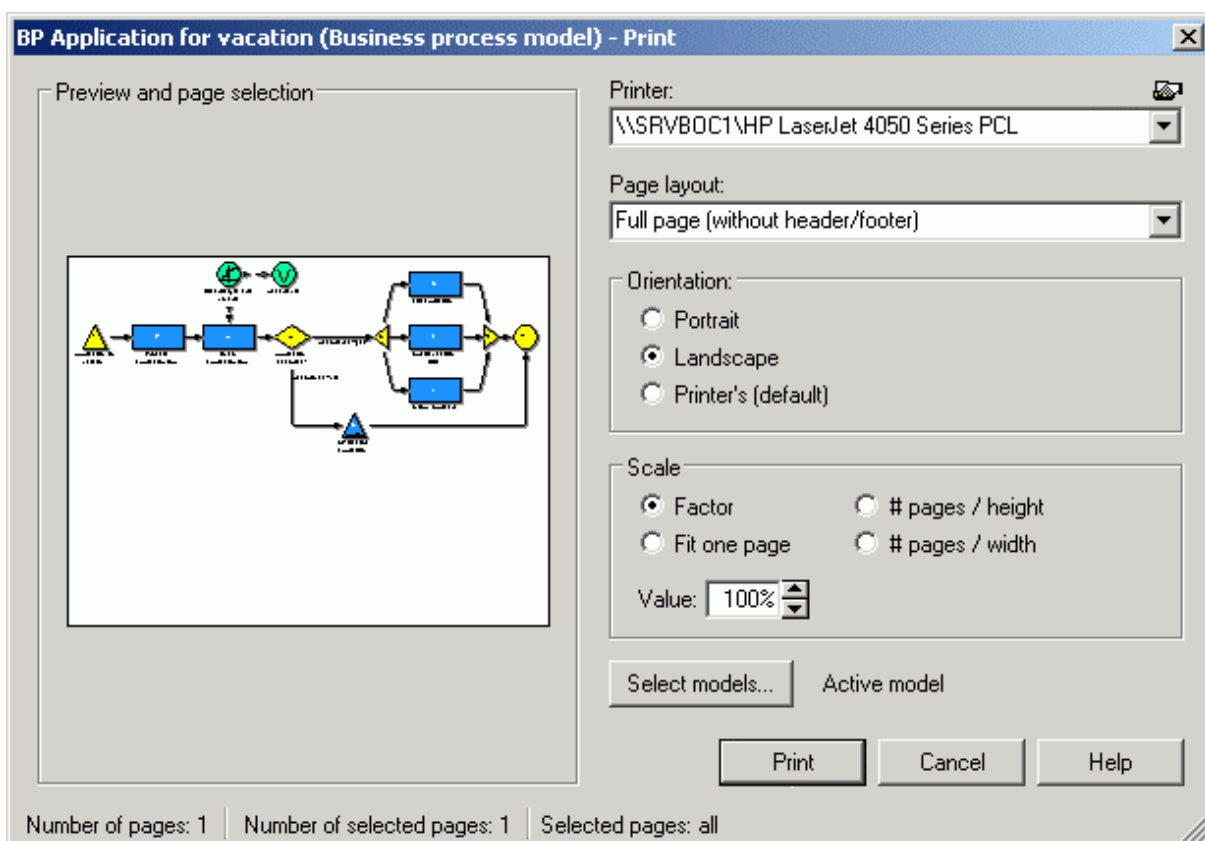 BP Application for vacation (Business process model) - Print
Preview and page selection
Printer:
\\SRVBOC1\HP LaserJet 4050 Series PCL
Page layout:
Full page (without header/footer)
Orientation:
Portrait
Landscape
Printer's (default)
Scale
Factor
# pages / height
Fit one page
# pages / width
Value: 100%
Select models... Active model
Print Cancel Help
Number of pages: 1 Number of selected pages: 1 Selected pages: all